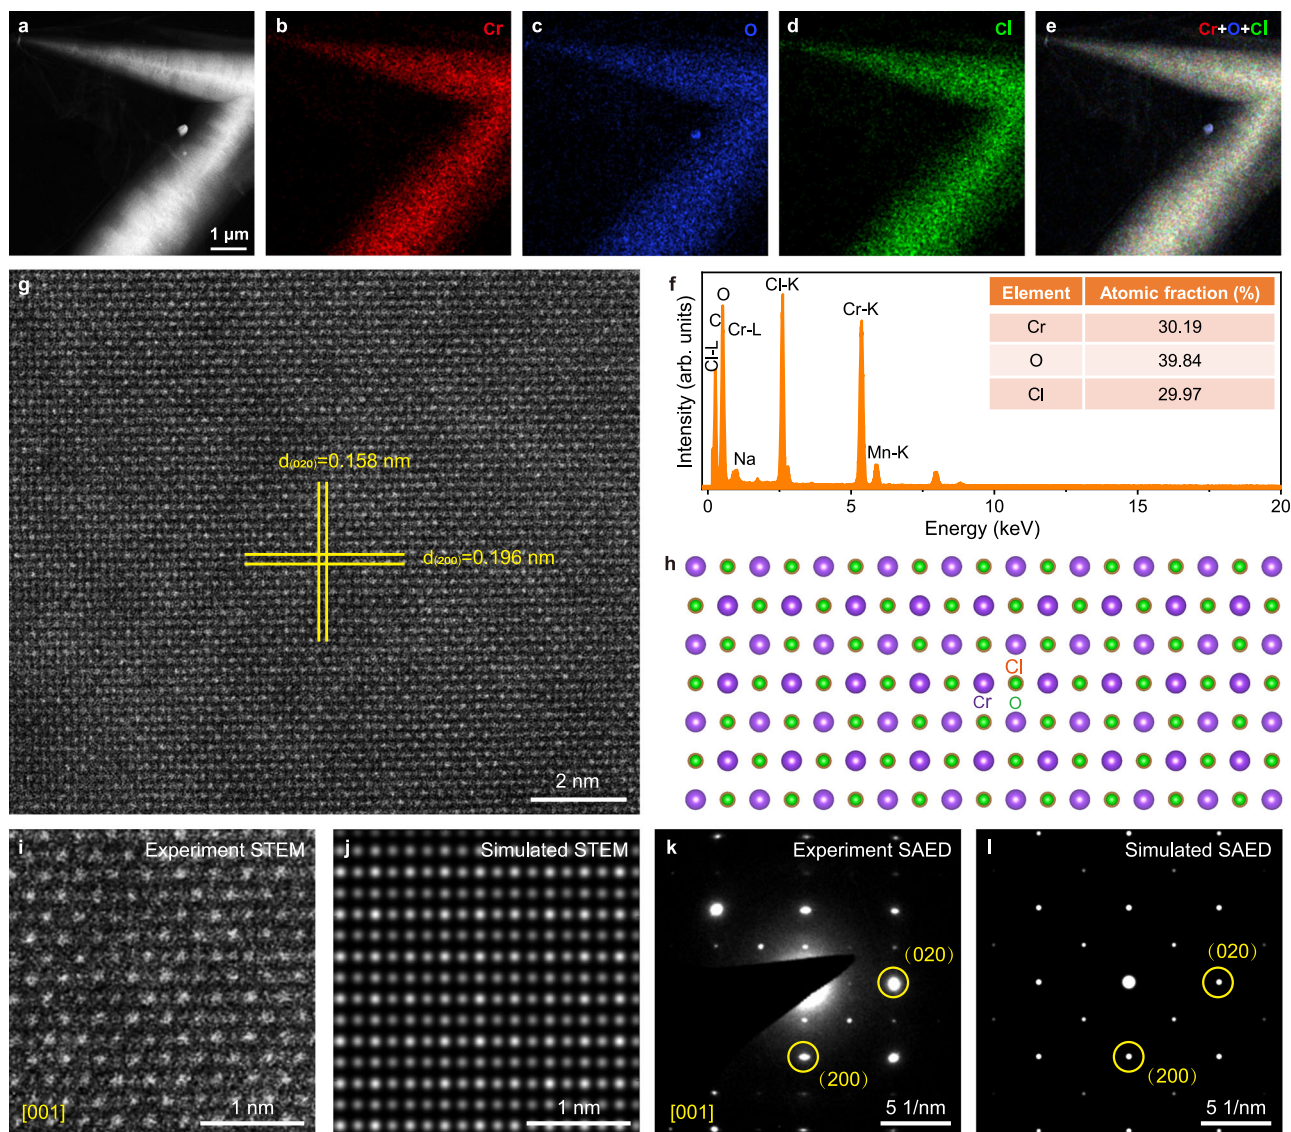 a
1 μm
b
Cr
c
O
d
Cl
e
Cr+O+Cl
g
d(020)=0.158 nm
d(200)=0.196 nm
2 nm
f
Intensity (arb. units)
Cl-L
C
O
Cr-L
Na
Cl-K
Cr-K
Mn-K
0
5
10
15
20
Energy (keV)
Element
Atomic fraction (%)
Cr
30.19
O
39.84
Cl
29.97
h
Cl
Cr
O
i
Experiment STEM
[001]
1 nm
j
Simulated STEM
1 nm
k
Experiment SAED
(020)
(200)
[001]
5 1/nm
l
Simulated SAED
(020)
(200)
5 1/nm